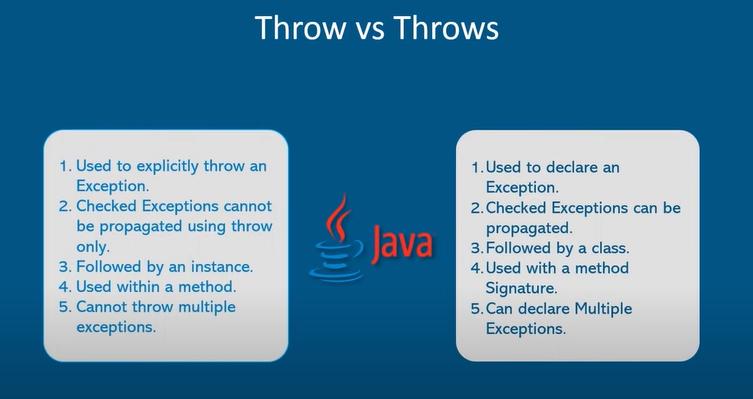 Throw vs Throws
1. Used to explicitly throw an
Exception.
2. Checked Exceptions cannot
be propagated using throw
only.
3. Followed by an instance.
4. Used within a method.
5. Cannot throw multiple
exceptions.
Java
1. Used to declare an
Exception.
2. Checked Exceptions can be
propagated.
3. Followed by a class.
4. Used with a method
Signature.
5. Can declare Multiple
Exceptions.